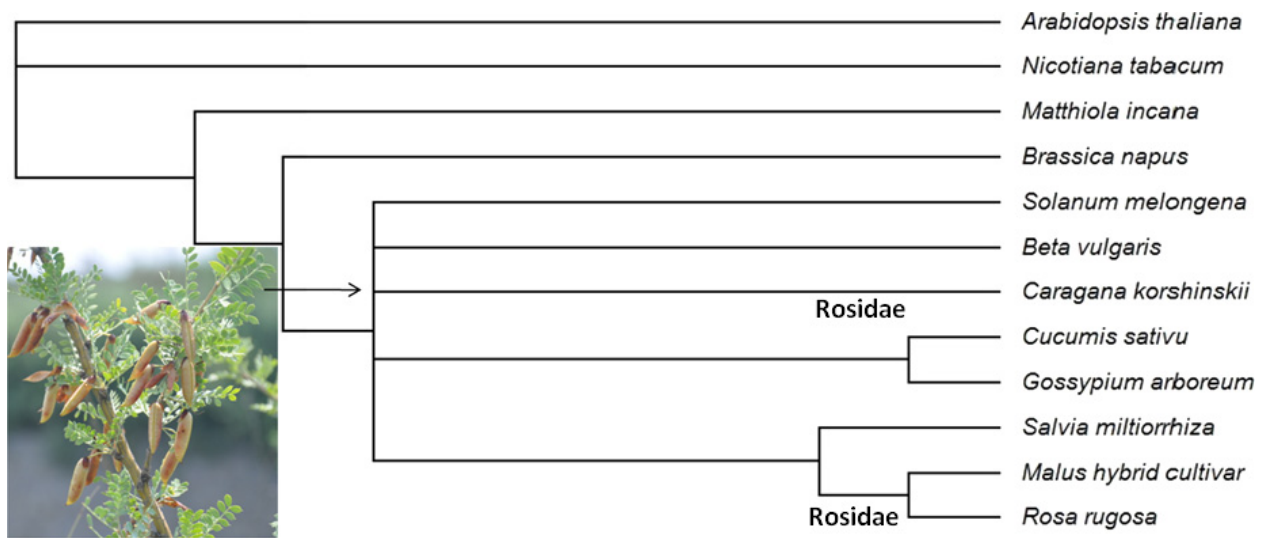 Arabidopsis thaliana
Nicotiana tabacum
Matthiola incana
Brassica napus
Solanum melongena
Beta vulgaris
Caragana korshinskii
Rosidae
Cucumis sativu
Gossypium arboreum
Salvia miltiorrhiza
Malus hybrid cultivar
Rosidae
Rosa rugosa